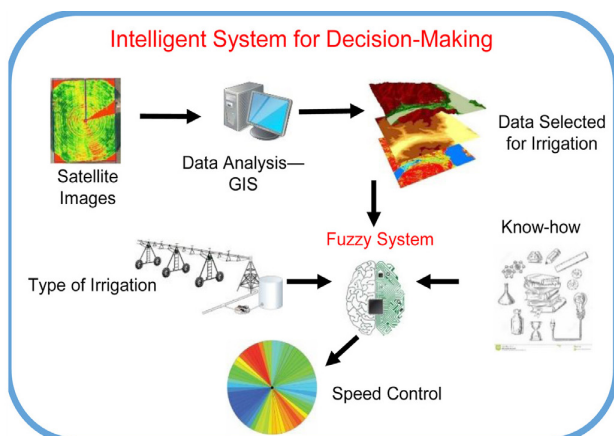 Intelligent System for Decision-Making
Satellite
Images
Data Analysis—
GIS
Data Selected
for Irrigation
Fuzzy System
Know-how
Type of Irrigation
Speed Control